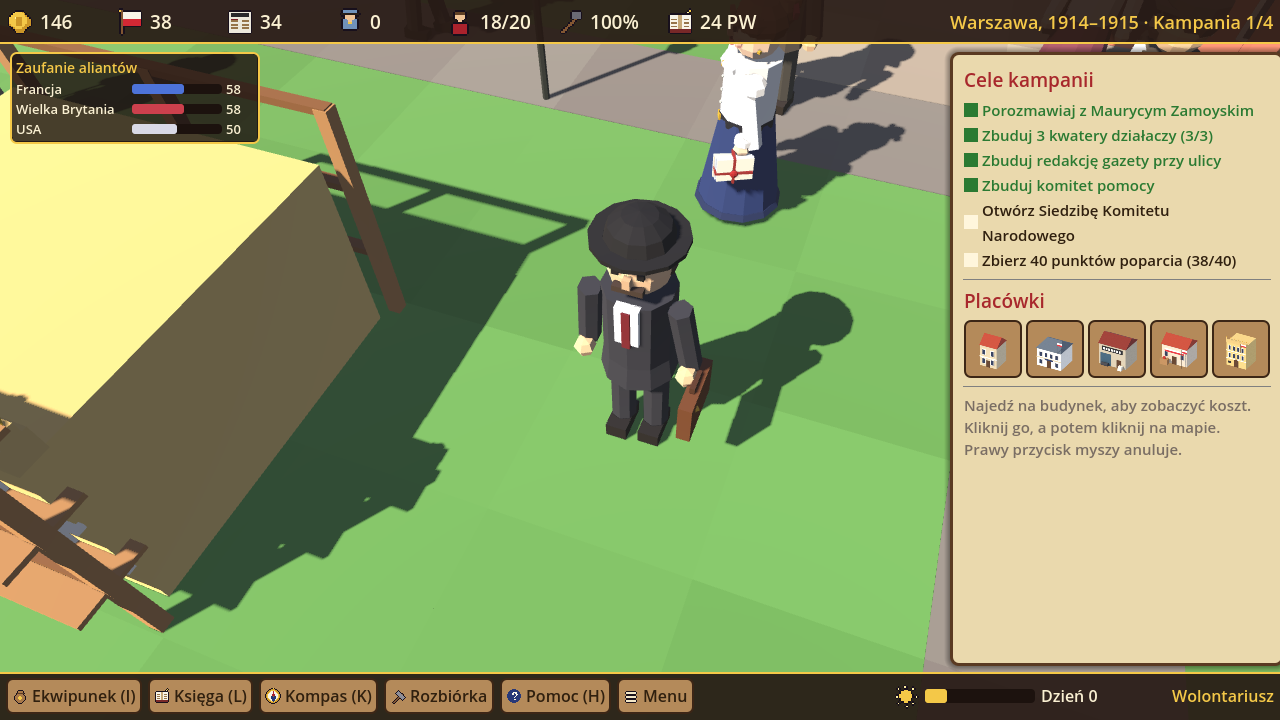 146 38 34 0 18/20 100% 24 PW Warszawa, 1914–1915 · Kampania 1/4
Zaufanie aliantów
Francja 58
Wielka Brytania 58
USA 50
Cele kampanii
Porozmawiaj z Maurycym Zamoyskim
Zbuduj 3 kwatery działaczy (3/3)
Zbuduj redakcję gazety przy ulicy
Zbuduj komitet pomocy
Otwórz Siedzibę Komitetu
Narodowego
Zbierz 40 punktów poparcia (38/40)
Placówki
Najedź na budynek, aby zobaczyć koszt.
Kliknij go, a potem kliknij na mapie.
Prawy przycisk myszy anuluje.
Ekwipunek (I) Księga (L) Kompas (K) Rozbiórka Pomoc (H) Menu Dzień 0 Wolontariusz